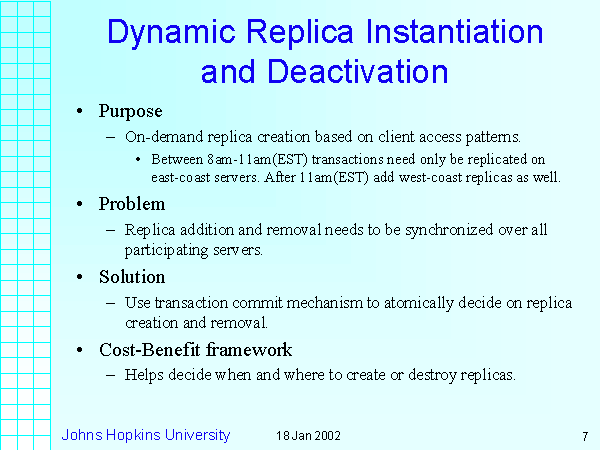 Dynamic Replica Instantiation
and Deactivation
• Purpose
– On-demand replica creation based on client access patterns.
• Between 8am-11am(EST) transactions need only be replicated on
east-coast servers. After 11am(EST) add west-coast replicas as well.
• Problem
– Replica addition and removal needs to be synchronized over all
participating servers.
• Solution
– Use transaction commit mechanism to atomically decide on replica
creation and removal.
• Cost-Benefit framework
– Helps decide when and where to create or destroy replicas.
Johns Hopkins University 18 Jan 2002 7